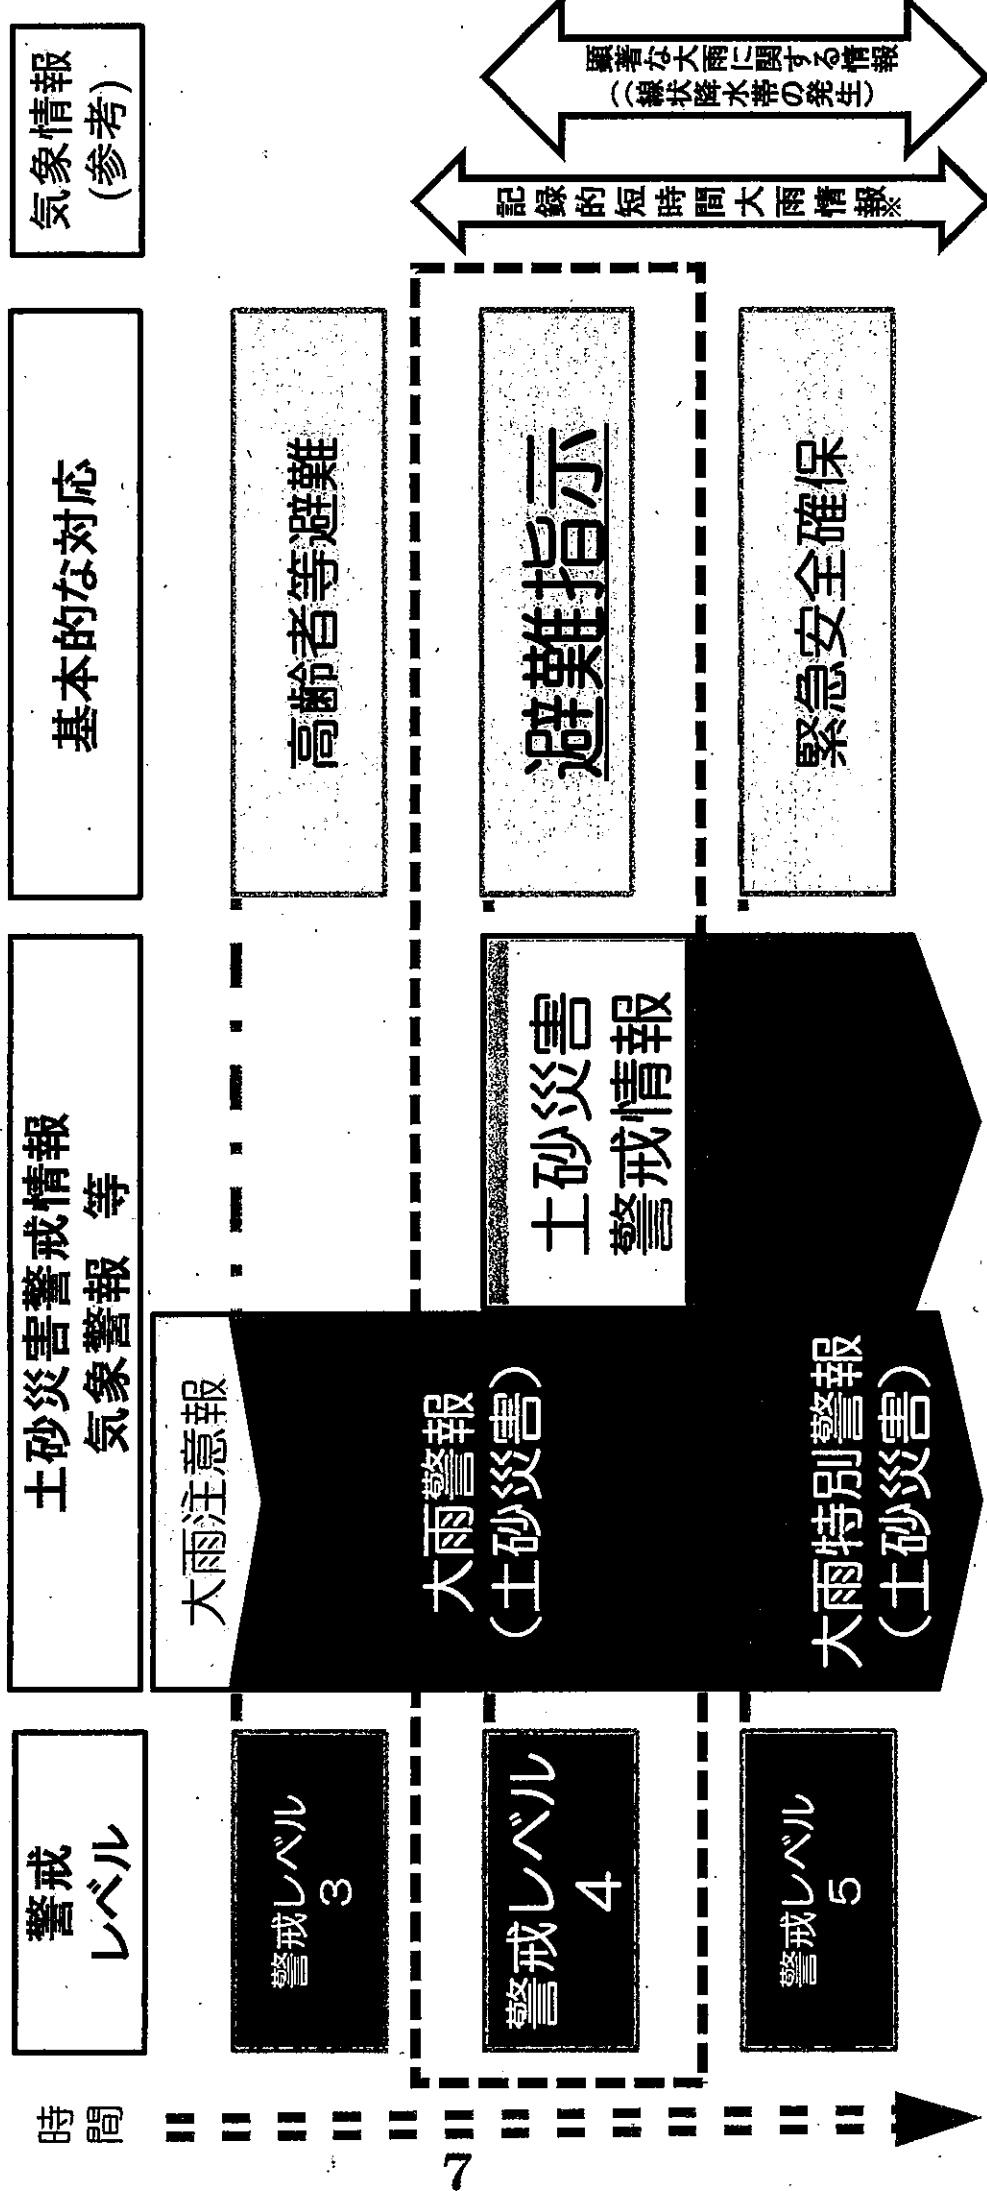 時間
警戒
レベル
土砂災害警戒情報
気象警報 等
基本的な対応
気象情報
(参考)
大雨注意報
警戒レベル
3
高齢者等避難
大雨警報
(土砂災害)
警戒レベル
4
土砂災害
警戒情報
避難指示
警戒レベル
5
大雨特別警報
(土砂災害)
緊急安全確保
記録的短時間大雨情報※
顕著な大雨に関する情報
(（線状降水帯の発生)
7